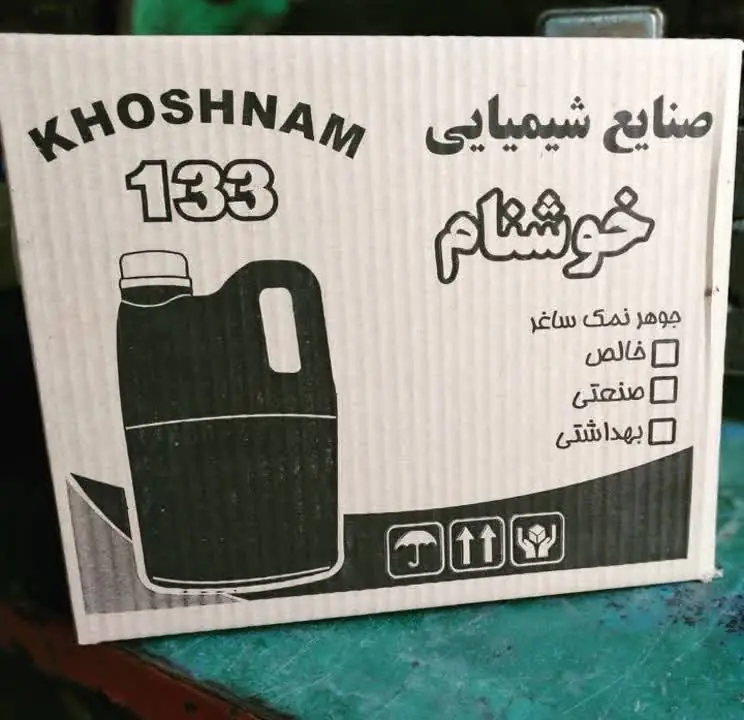 KHOSHNAM
133
صنایع شیمیایی
خوشنام
جوهر نمک ساغر
خالص
صنعتی
بهداشتی